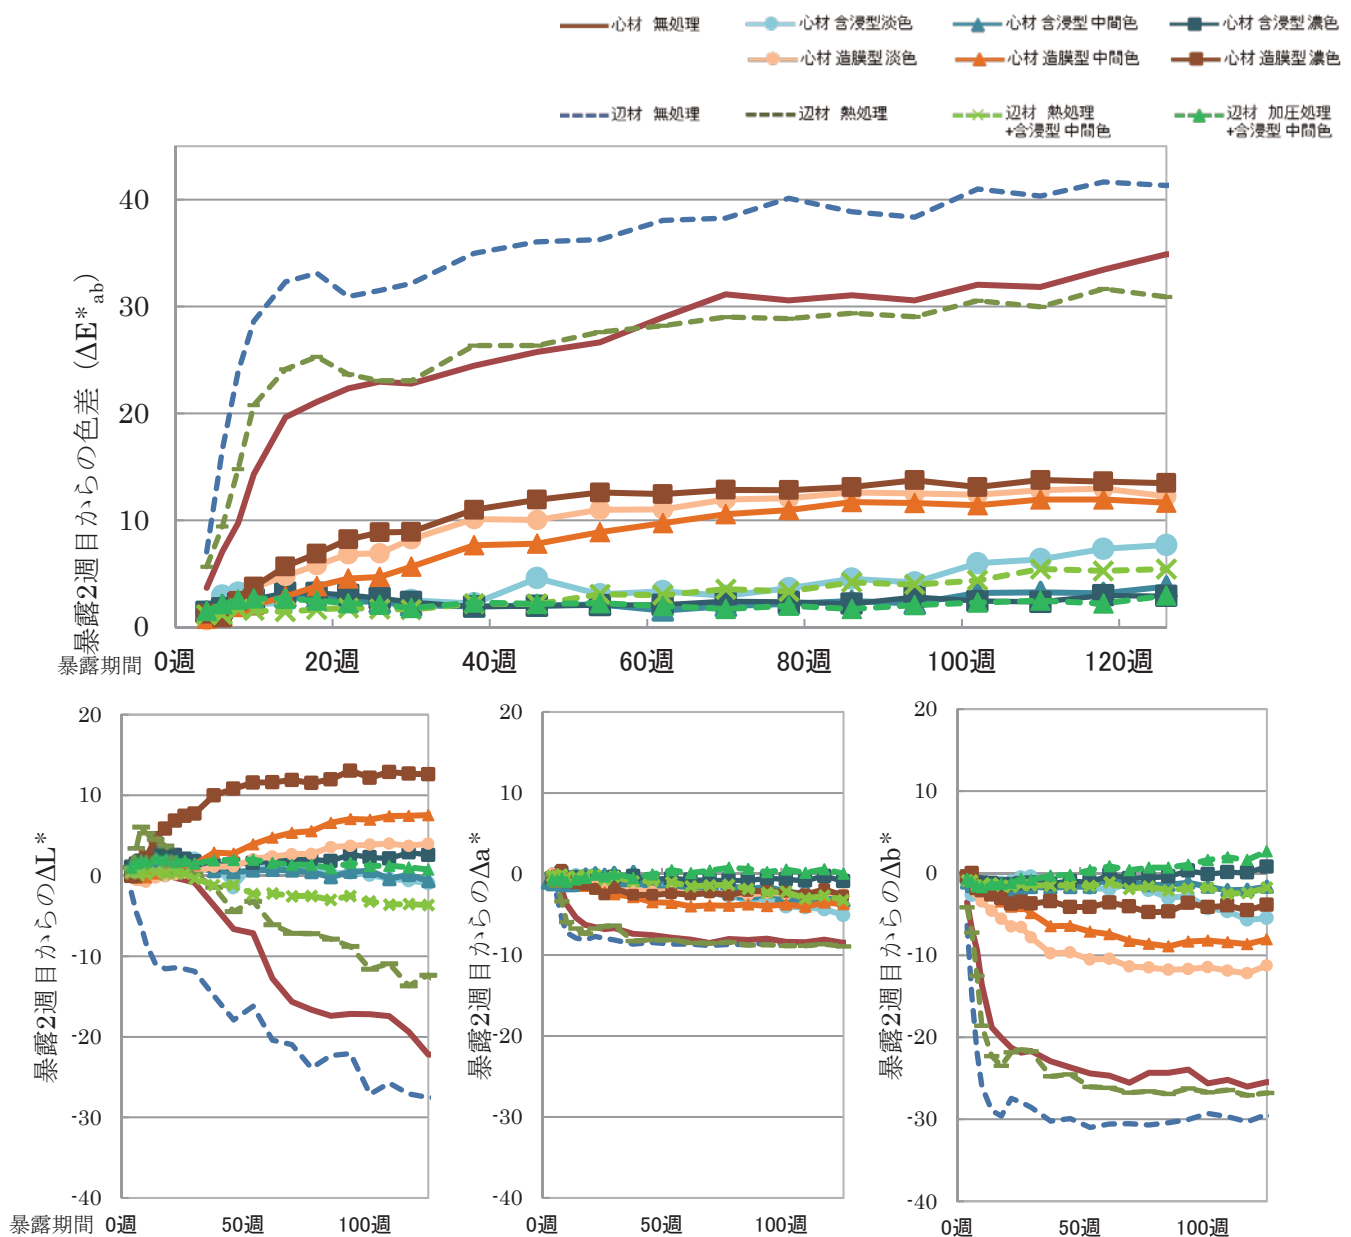 心材　無処理
心材 含浸型 淡色
心材 含浸型 中間色
心材 含浸型 濃色
心材 造膜型 淡色
心材 造膜型 中間色
心材 造膜型 濃色
辺材　無処理
辺材　熱処理
辺材　熱処理
+含浸型 中間色
辺材　加圧処理
+含浸型 中間色
暴露2週目からの色差（ΔE*ab）
40
30
20
10
0
暴露期間
0週
20週
40週
60週
80週
100週
120週
暴露2週目からのΔL*
20
10
0
-10
-20
-30
-40
暴露期間
0週
50週
100週
暴露2週目からのΔa*
20
10
0
-10
-20
-30
-40
0週
50週
100週
暴露2週目からのΔb*
20
10
0
-10
-20
-30
-40
0週
50週
100週